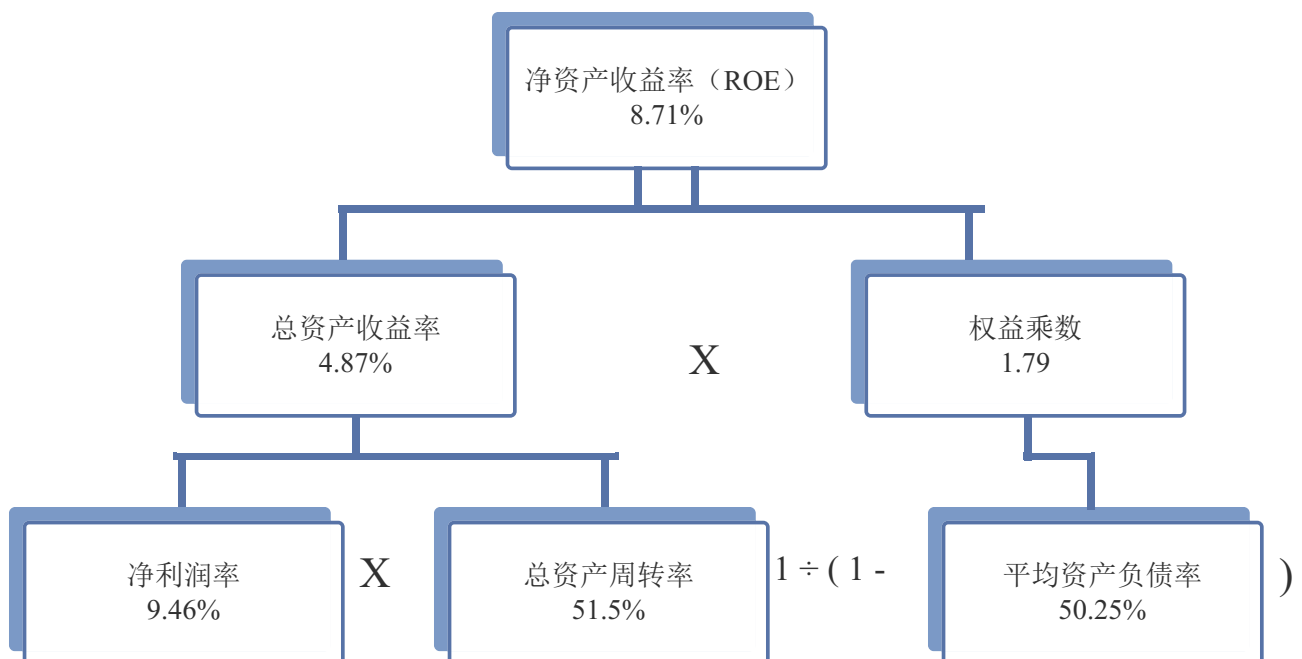 净资产收益率（ROE）
8.71%
总资产收益率
4.87%
X
权益乘数
1.79
净利润率
9.46%
X
总资产周转率
51.5%
1 ÷ ( 1 -
平均资产负债率
50.25%
)